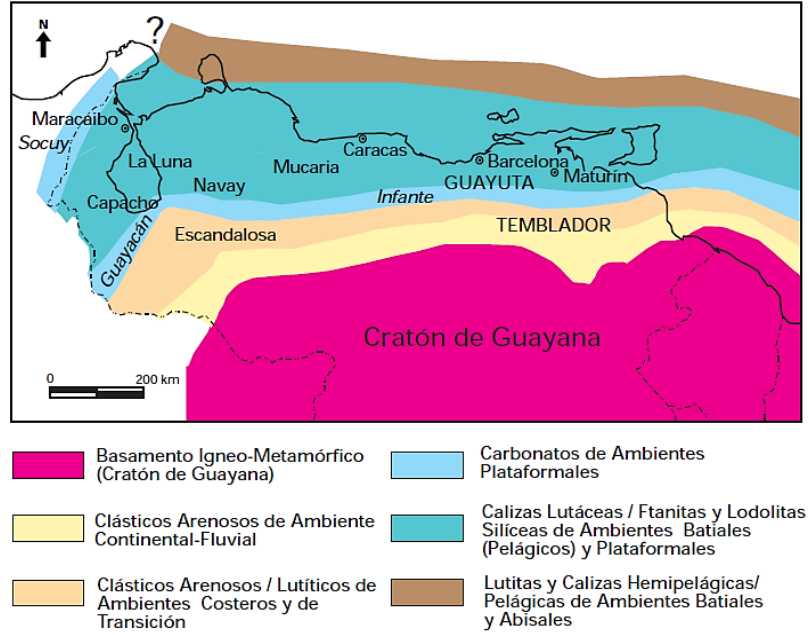 N
?
Maracaibo
Socuy
La Luna
Caracas
Mucaria
Barcelona
Navay
GUAYUTA
Maturín
Capacho
Infante
Guayacán
Escandalosa
TEMBLADOR
Cratón de Guayana
0 200 km
Basamento Igneo-Metamórfico
(Cratón de Guayana)
Clásticos Arenosos de Ambiente
Continental-Fluvial
Clásticos Arenosos / Lutíticos de
Ambientes Costeros y de
Transición
Carbonatos de Ambientes
Plataformales
Calizas Lutáceas / Ftanitas y Lodolitas
Silíceas de Ambientes Batiales
(Pelágicos) y Plataformales
Lutitas y Calizas Hemipelágicas/
Pelágicas de Ambientes Batiales
y Abisales